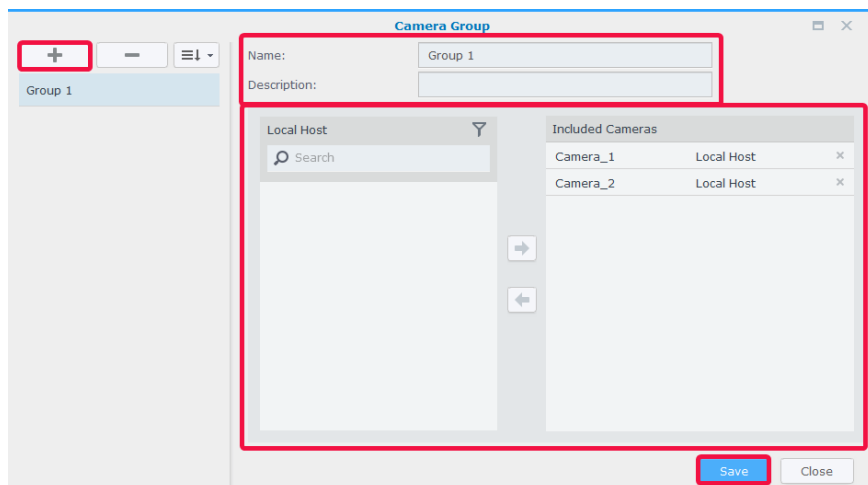 Camera Group
Group 1
Name: Group 1
Description:
Local Host
Search
Included Cameras
Camera_1 Local Host
Camera_2 Local Host
Save Close